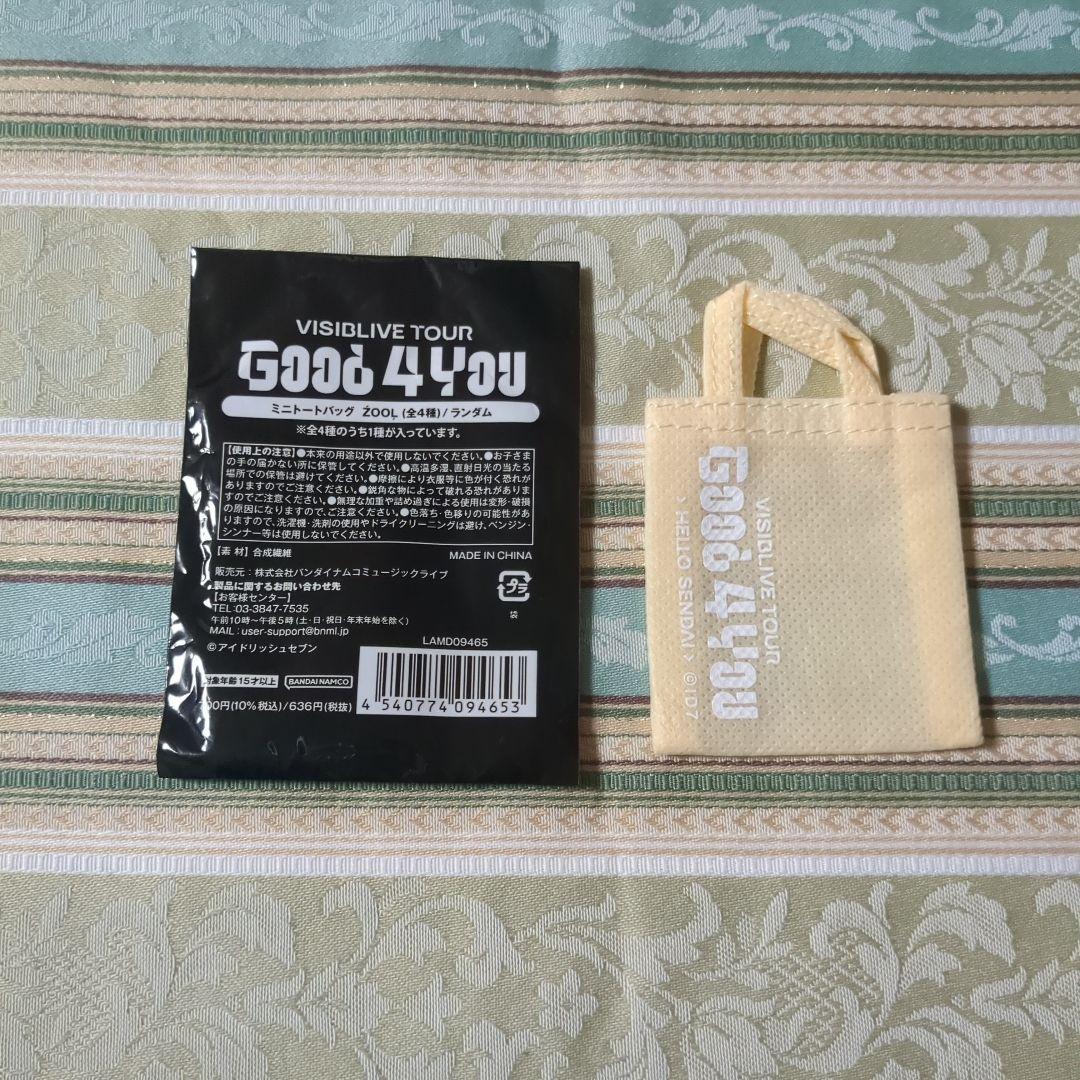 VISIBLIVE TOUR
GOOD 4 YOU
ミニトートバッグ ŹOOĻ (全4種) / ランダム
※全4種のうち1種が入っています。
【使用上の注意】●本来の用途以外で使用しないでください。●お子さま
の手の届かない所に保管してください。●高温多湿、直射日光の当たる
場所での保管は避けてください。●摩擦により衣服等に色が付く恐れが
ありますのでご注意ください。●鋭角な物によって破れる恐れがありま
すのでご注意ください。●無理な加重や詰め過ぎによる使用は変形・破損
の原因になりますので、ご注意ください。●色落ち・色移りの可能性があ
りますので、洗濯機・洗剤の使用やドライクリーニングは避け、ベンジン・
シンナー等は使用しないでください。
【素 材】合成繊維
MADE IN CHINA
販売元:株式会社バンダイナムコミュージックライブ
製品に関するお問い合わせ先
【お客様センター】
TEL:03-3847-7535
午前10時~午後5時 (土・日・祝日・年末年始を除く)
MAIL : user-support@bnml.jp
プラ
袋
©アイドリッシュセブン
LAMD09465
対象年齢15才以上
BANDAI NAMCO
00円(10%税込)/636円(税抜)
4 540774 094653
VISIBLIVE TOUR
GOOD 4 YOU
> HELLO SENDAI > ©ID7